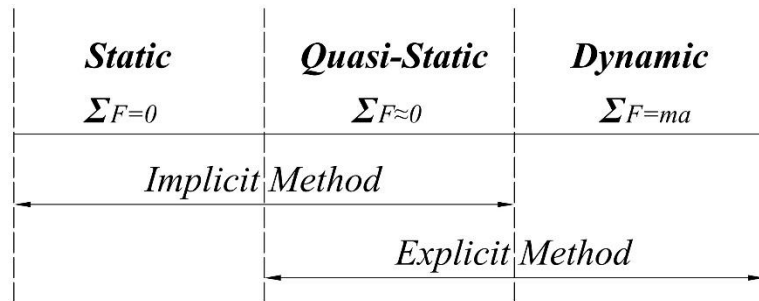 Static Quasi-Static Dynamic
ΣF=0 ΣF≈0 ΣF=ma
Implicit Method
Explicit Method